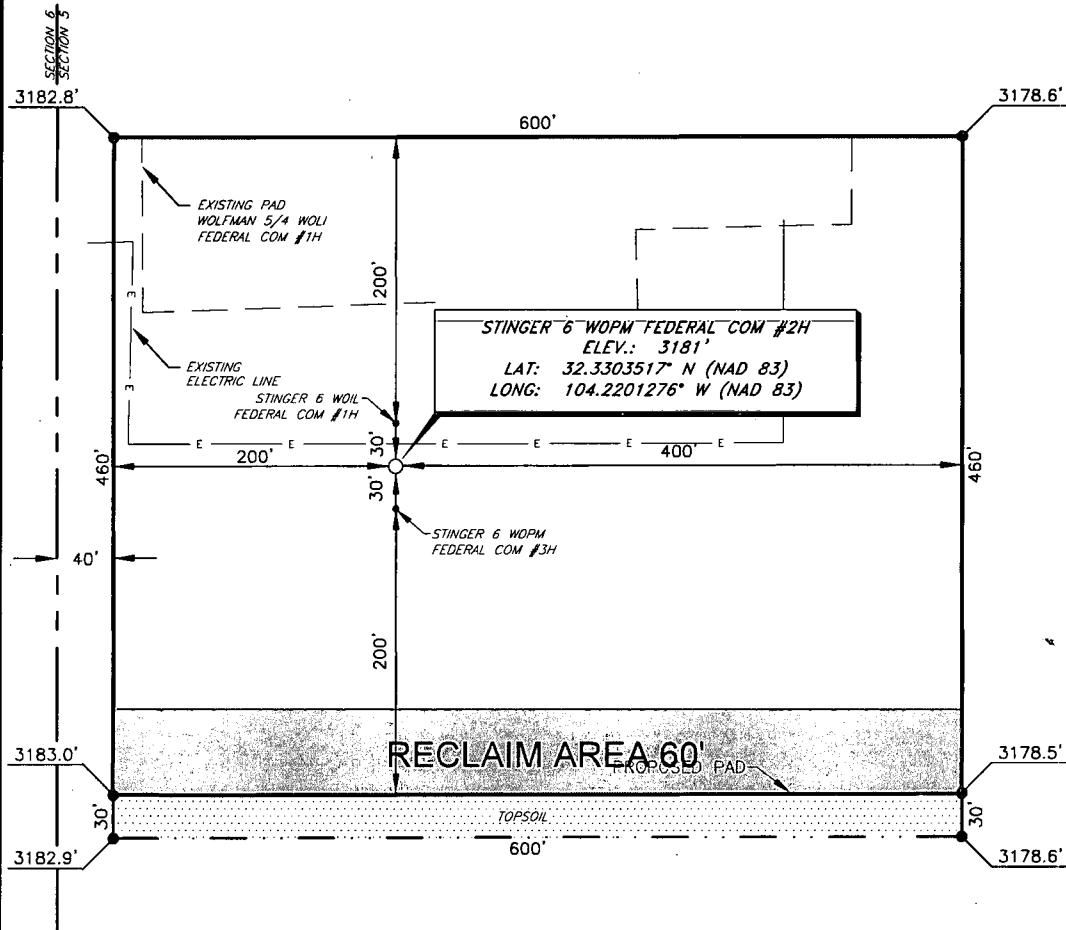 SECTION 6
SECTION 5
3182.8'
3178.6'
600'
EXISTING PAD
WOLFMAN 5/4 WOLI
FEDERAL COM #1H
200'
STINGER 6 WOPM FEDERAL COM #2H
ELEV.: 3181'
LAT: 32.3303517° N (NAD 83)
LONG: 104.2201276° W (NAD 83)
E
EXISTING
ELECTRIC LINE
E
STINGER 6 WOIL
FEDERAL COM #1H
E
E
30'
E
E
E
E
200'
400'
460'
30'
460'
STINGER 6 WOPM
FEDERAL COM #3H
40'
200'
RECLAIM AREA 60'
PROPOSED PAD
3183.0'
3178.5'
30'
TOPSOIL
30'
600'
3182.9'
3178.6'